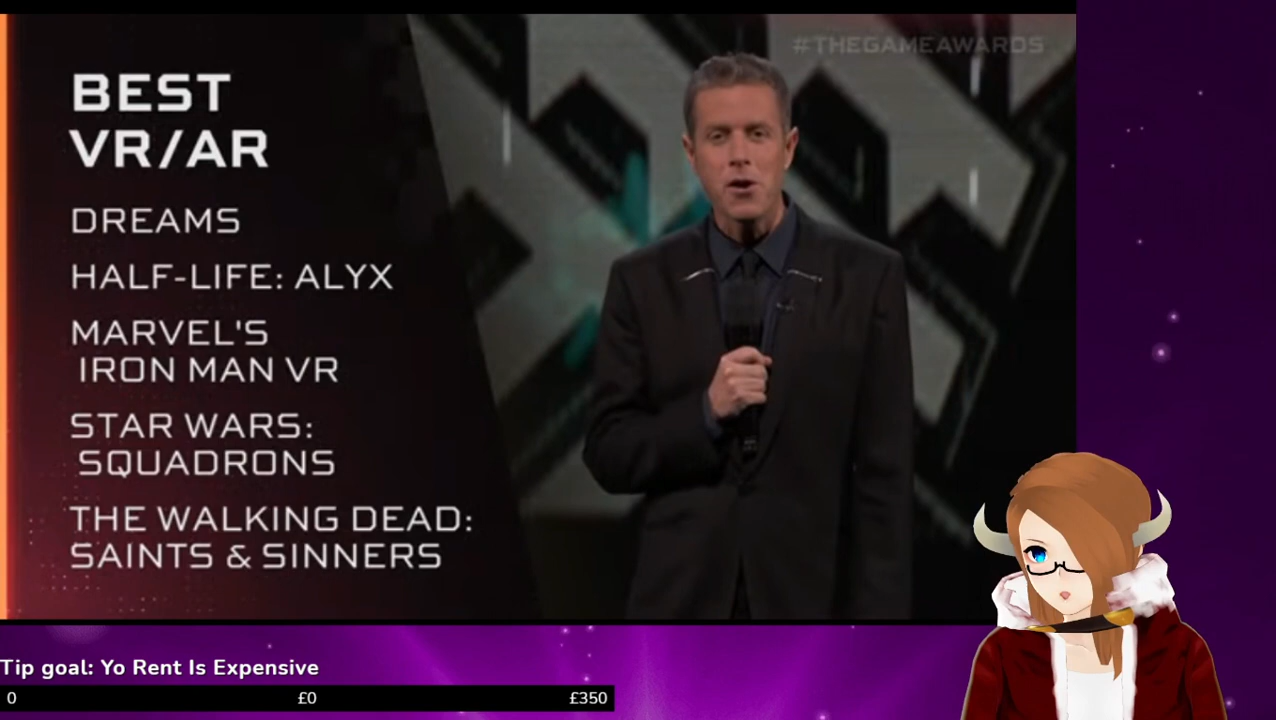 #THEGAMEAWARDS
BEST
VR/AR
DREAMS
HALF-LIFE: ALYX
MARVEL'S
IRON MAN VR
STAR WARS:
SQUADRONS
THE WALKING DEAD:
SAINTS & SINNERS
Tip goal: Yo Rent Is Expensive
0 £0 £350